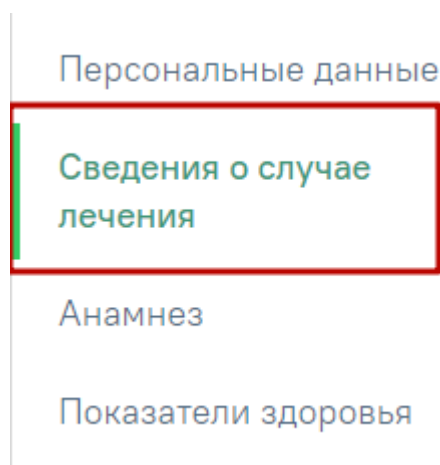 Персональные данные
Сведения о случае
лечения
Анамнез
Показатели здоровья